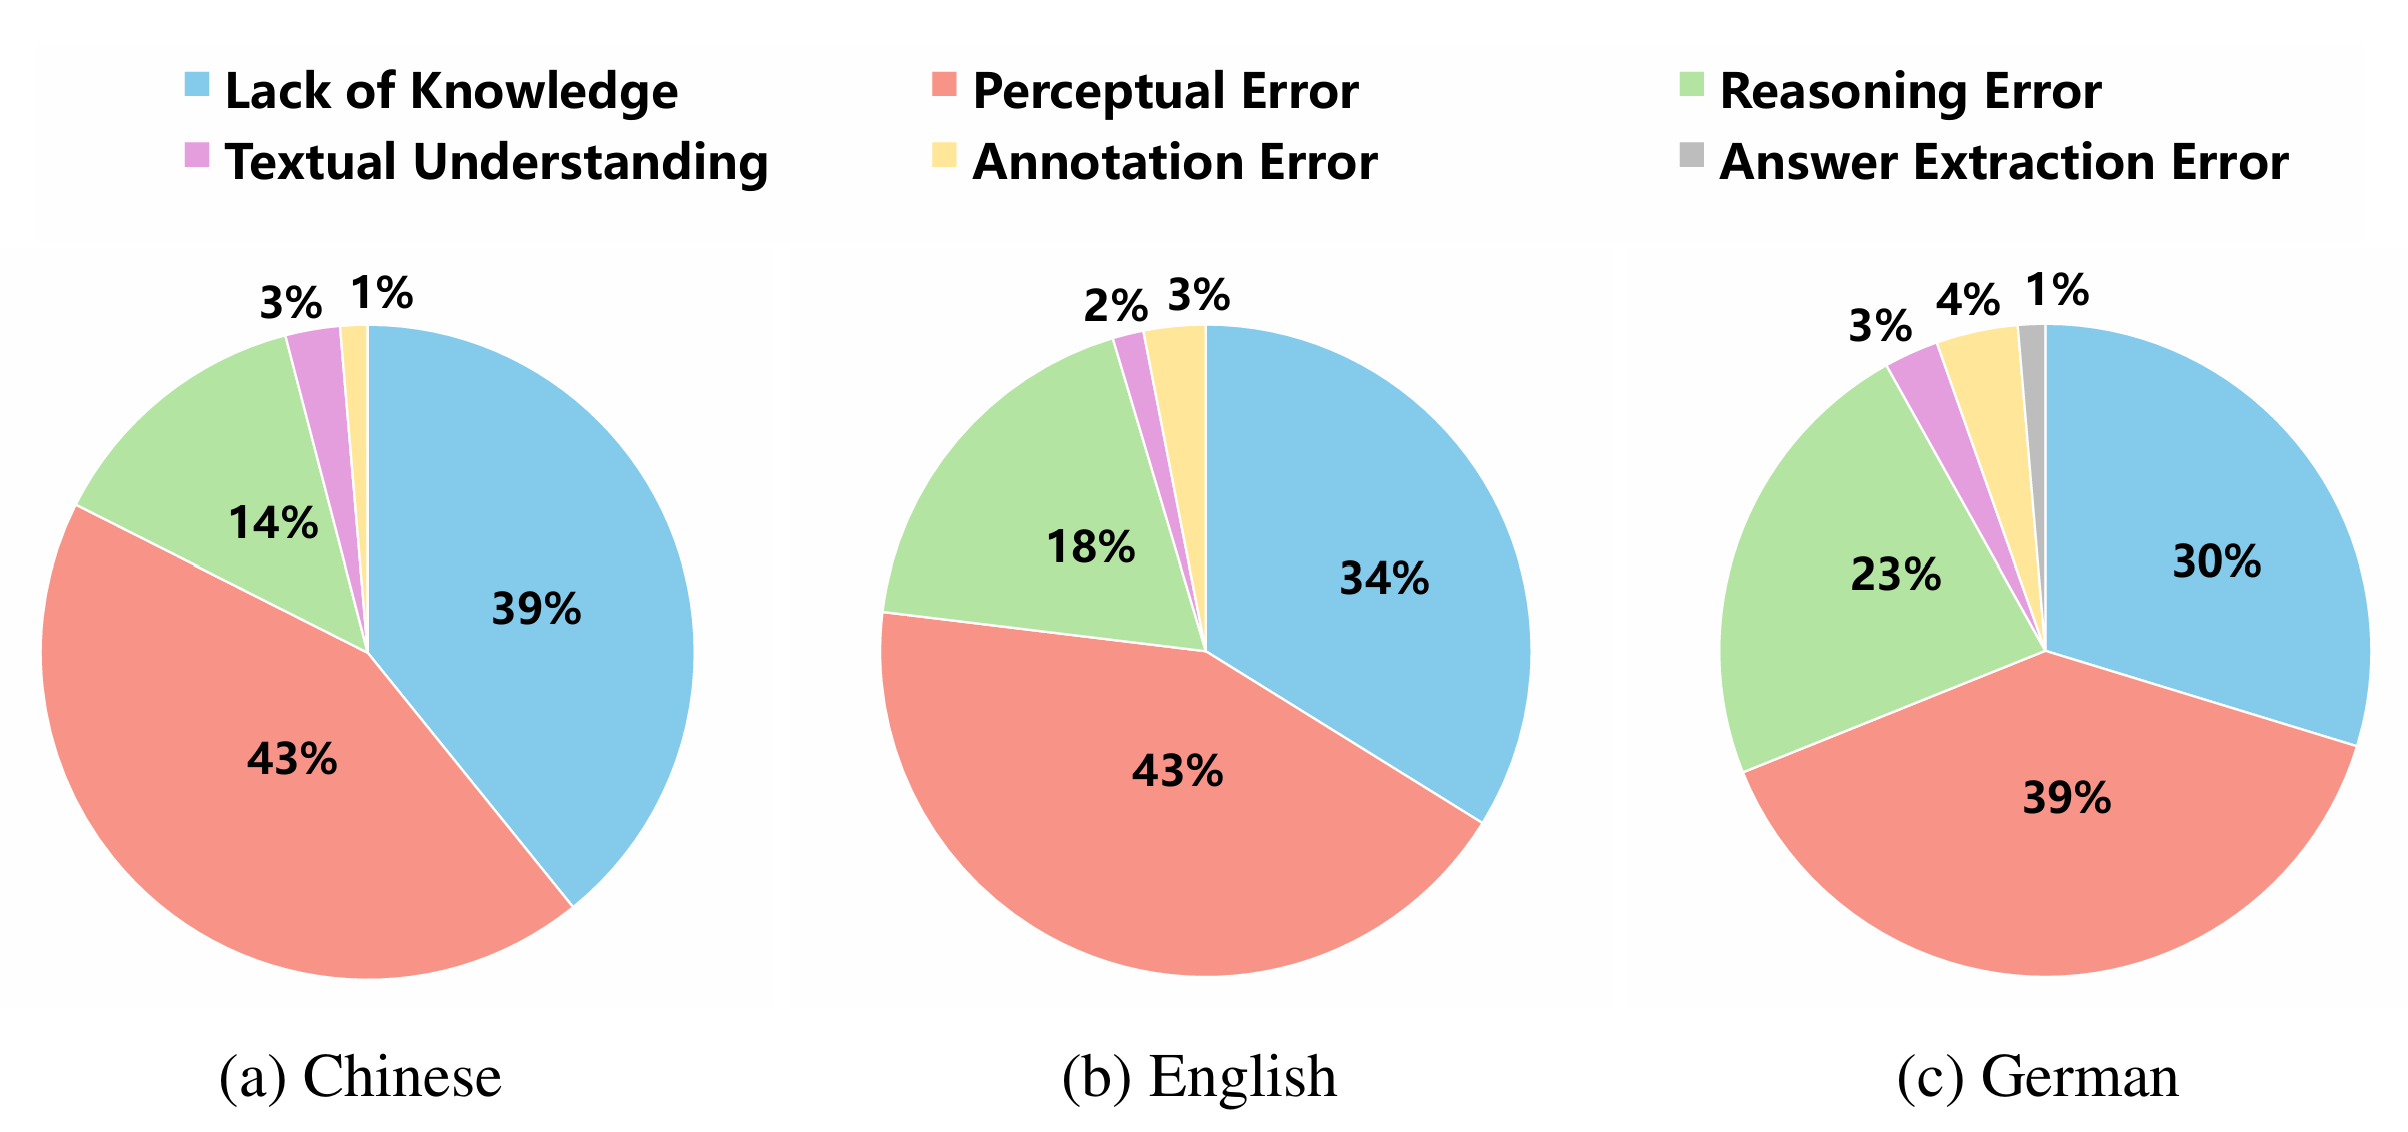 Lack of Knowledge Perceptual Error Reasoning Error
Textual Understanding Annotation Error Answer Extraction Error
3% 1%
14%
39%
43%
(a) Chinese
2% 3%
18%
34%
43%
(b) English
3% 4% 1%
23%
30%
39%
(c) German